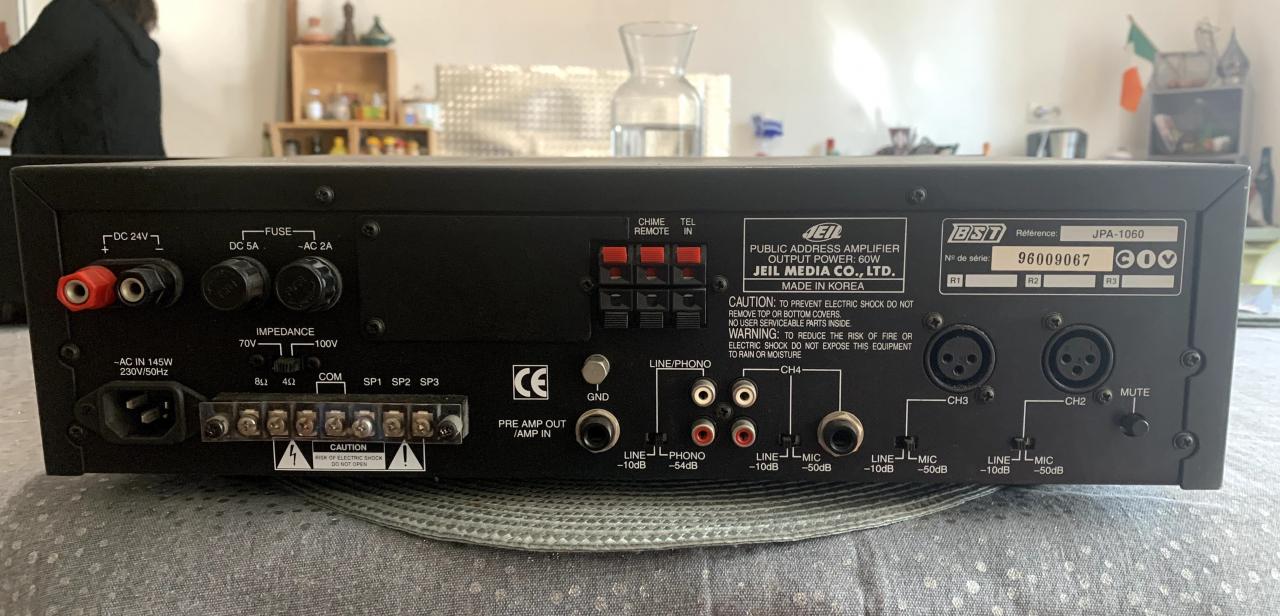 DC 24V
+ −
FUSE
DC 5A ~AC 2A
IMPEDANCE
70V 100V
~AC IN 145W
230V/50Hz
8Ω 4Ω COM SP1 SP2 SP3
CAUTION
RISK OF ELECTRIC SHOCK
DO NOT OPEN
CE
PRE AMP OUT
/AMP IN
GND
CHIME
REMOTE
TEL
IN
JEIL
PUBLIC ADDRESS AMPLIFIER
OUTPUT POWER: 60W
JEIL MEDIA CO., LTD.
MADE IN KOREA
CAUTION: TO PREVENT ELECTRIC SHOCK DO NOT
REMOVE TOP OR BOTTOM COVERS.
NO USER SERVICEABLE PARTS INSIDE.
WARNING: TO REDUCE THE RISK OF FIRE OR
ELECTRIC SHOCK DO NOT EXPOSE THIS EQUIPMENT
TO RAIN OR MOISTURE
BST Référence: JPA-1060
Nº de série: 96009067 CIV
R1 R2 R3
LINE/PHONO
LINE PHONO
−10dB −54dB
CH4
LINE MIC
−10dB −50dB
CH3
LINE MIC
−10dB −50dB
CH2
LINE MIC
−10dB −50dB
MUTE